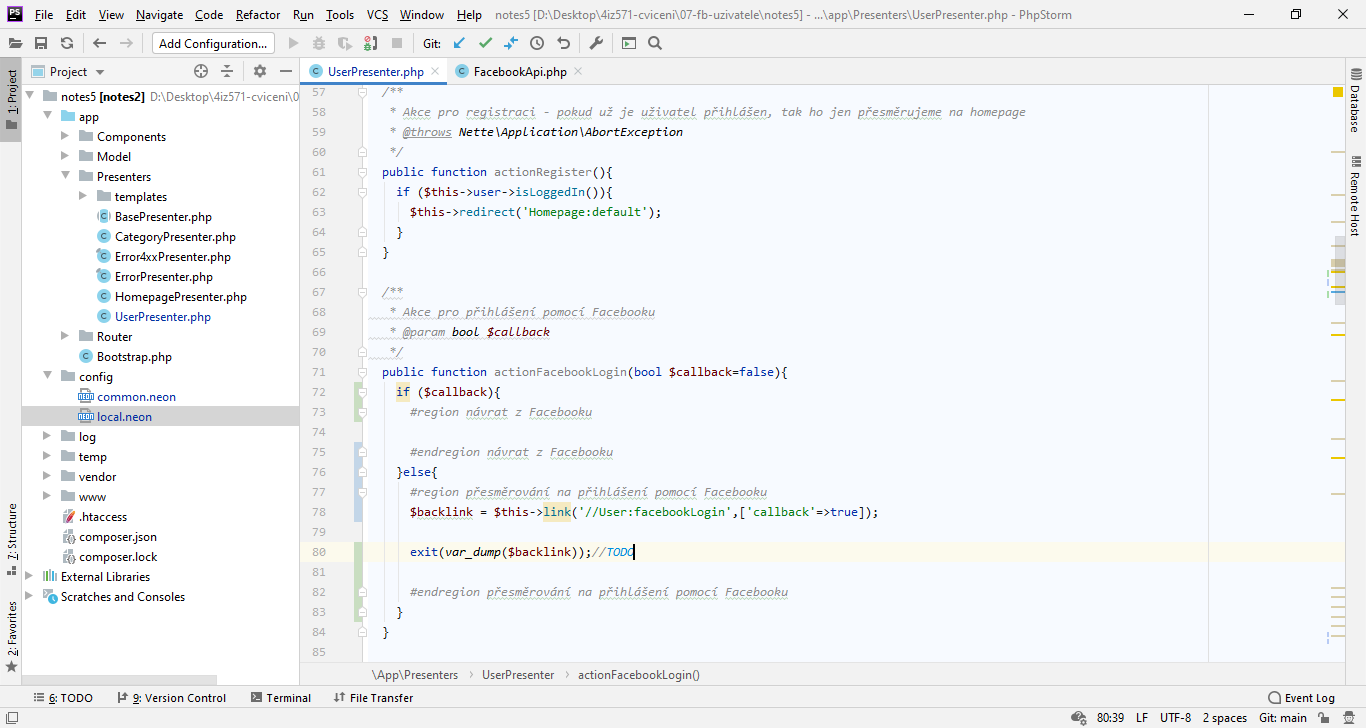 PS File Edit View Navigate Code Refactor Run Tools VCS Window Help notes5 [D:\Desktop\4iz571-cviceni\07-fb-uzivatele\notes5] - ...\app\Presenters\UserPresenter.php - PhpStorm
Add Configuration... Git:
1: Project
Project
UserPresenter.php FacebookApi.php
notes5 [notes2] D:\Desktop\4iz571-cviceni\0
app
Components
Model
Presenters
templates
BasePresenter.php
CategoryPresenter.php
Error4xxPresenter.php
ErrorPresenter.php
HomepagePresenter.php
UserPresenter.php
Router
Bootstrap.php
config
common.neon
local.neon
log
temp
vendor
www
.htaccess
composer.json
composer.lock
External Libraries
Scratches and Consoles
7: Structure
2: Favorites
57 /**
58 * Akce pro registraci - pokud už je uživatel přihlášen, tak ho jen přesměrujeme na homepage
59 * @throws Nette\Application\AbortException
60 */
61 public function actionRegister(){
62 if ($this->user->isLoggedIn()){
63 $this->redirect('Homepage:default');
64 }
65 }
66
67 /**
68 * Akce pro přihlášení pomocí Facebooku
69 * @param bool $callback
70 */
71 public function actionFacebookLogin(bool $callback=false){
72 if ($callback){
73 #region návrat z Facebooku
74
75 #endregion návrat z Facebooku
76 }else{
77 #region přesměrování na přihlášení pomocí Facebooku
78 $backlink = $this->link('//User:facebookLogin',['callback'=>true]);
79
80 exit(var_dump($backlink));//TODO
81
82 #endregion přesměrování na přihlášení pomocí Facebooku
83 }
84 }
85
Database
Remote Host
\App\Presenters › UserPresenter › actionFacebookLogin()
6: TODO 9: Version Control Terminal File Transfer Event Log
80:39 LF UTF-8 2 spaces Git: main